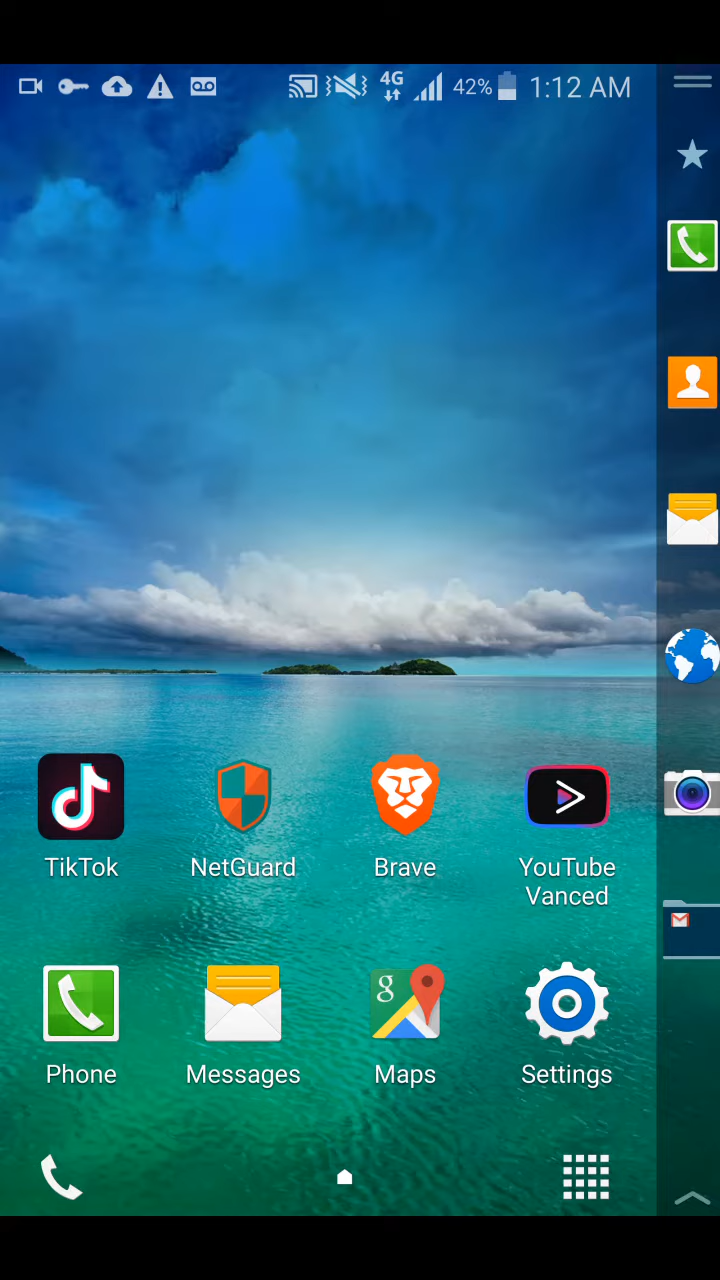 4G 42% 1:12 AM
TikTok NetGuard Brave YouTube
Vanced
g
Phone Messages Maps Settings